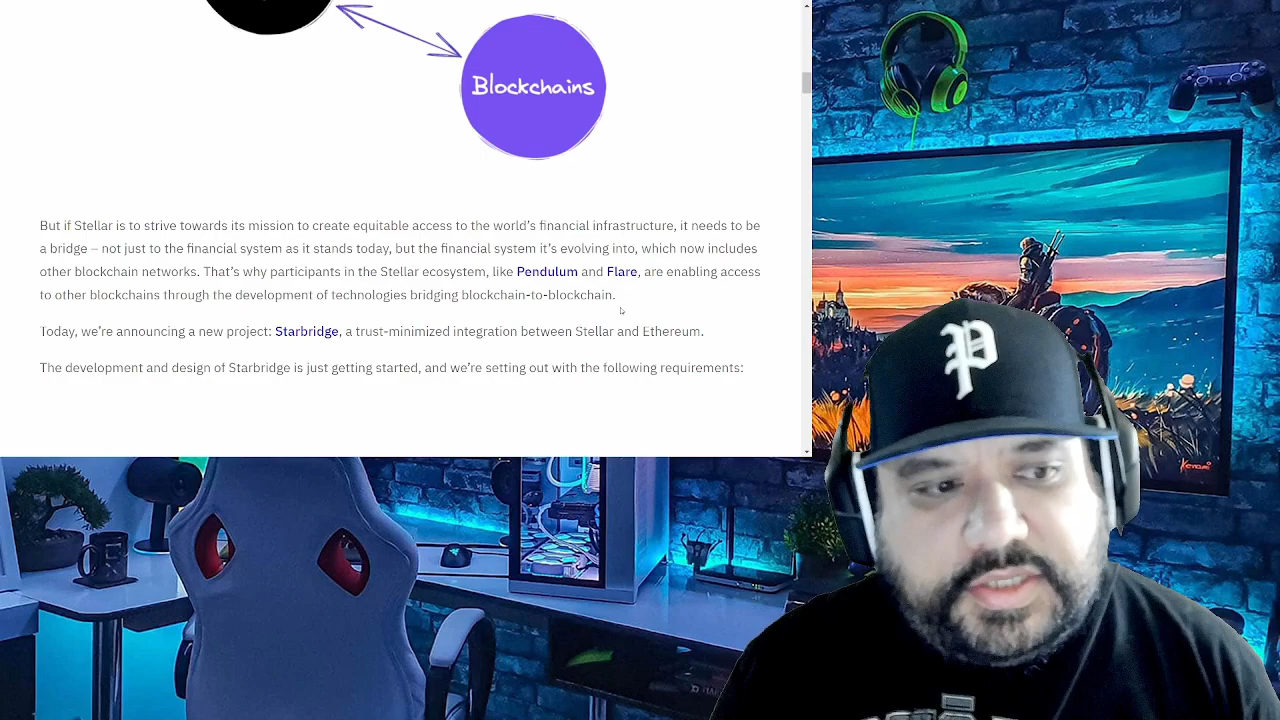 Blockchains
But if Stellar is to strive towards its mission to create equitable access to the world's financial infrastructure, it needs to be
a bridge – not just to the financial system as it stands today, but the financial system it's evolving into, which now includes
other blockchain networks. That's why participants in the Stellar ecosystem, like Pendulum and Flare, are enabling access
to other blockchains through the development of technologies bridging blockchain-to-blockchain.
Today, we're announcing a new project: Starbridge, a trust-minimized integration between Stellar and Ethereum.
The development and design of Starbridge is just getting started, and we're setting out with the following requirements:
P